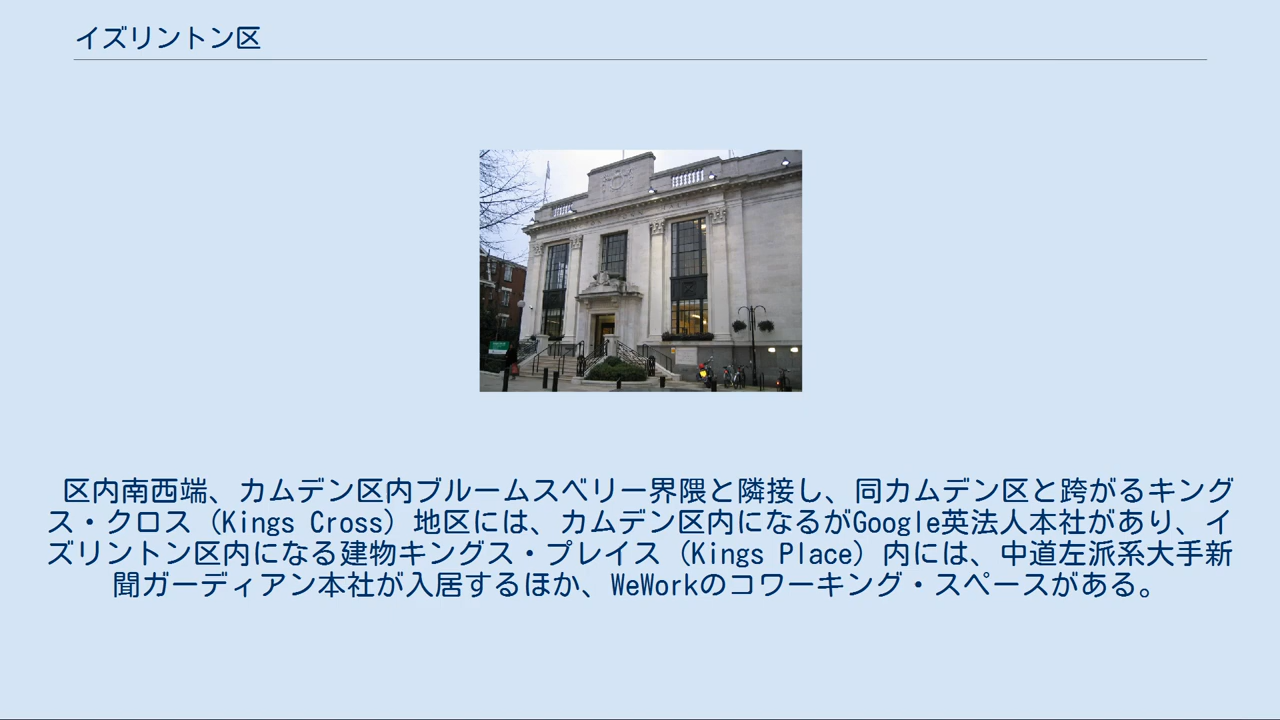 イズリントン区
区内南西端、カムデン区内ブルームスベリー界隈と隣接し、同カムデン区と跨がるキング
ス・クロス（Kings Cross）地区には、カムデン区内になるがGoogle英法人本社があり、イ
ズリントン区内になる建物キングス・プレイス（Kings Place）内には、中道左派系大手新
聞ガーディアン本社が入居するほか、WeWorkのコワーキング・スペースがある。